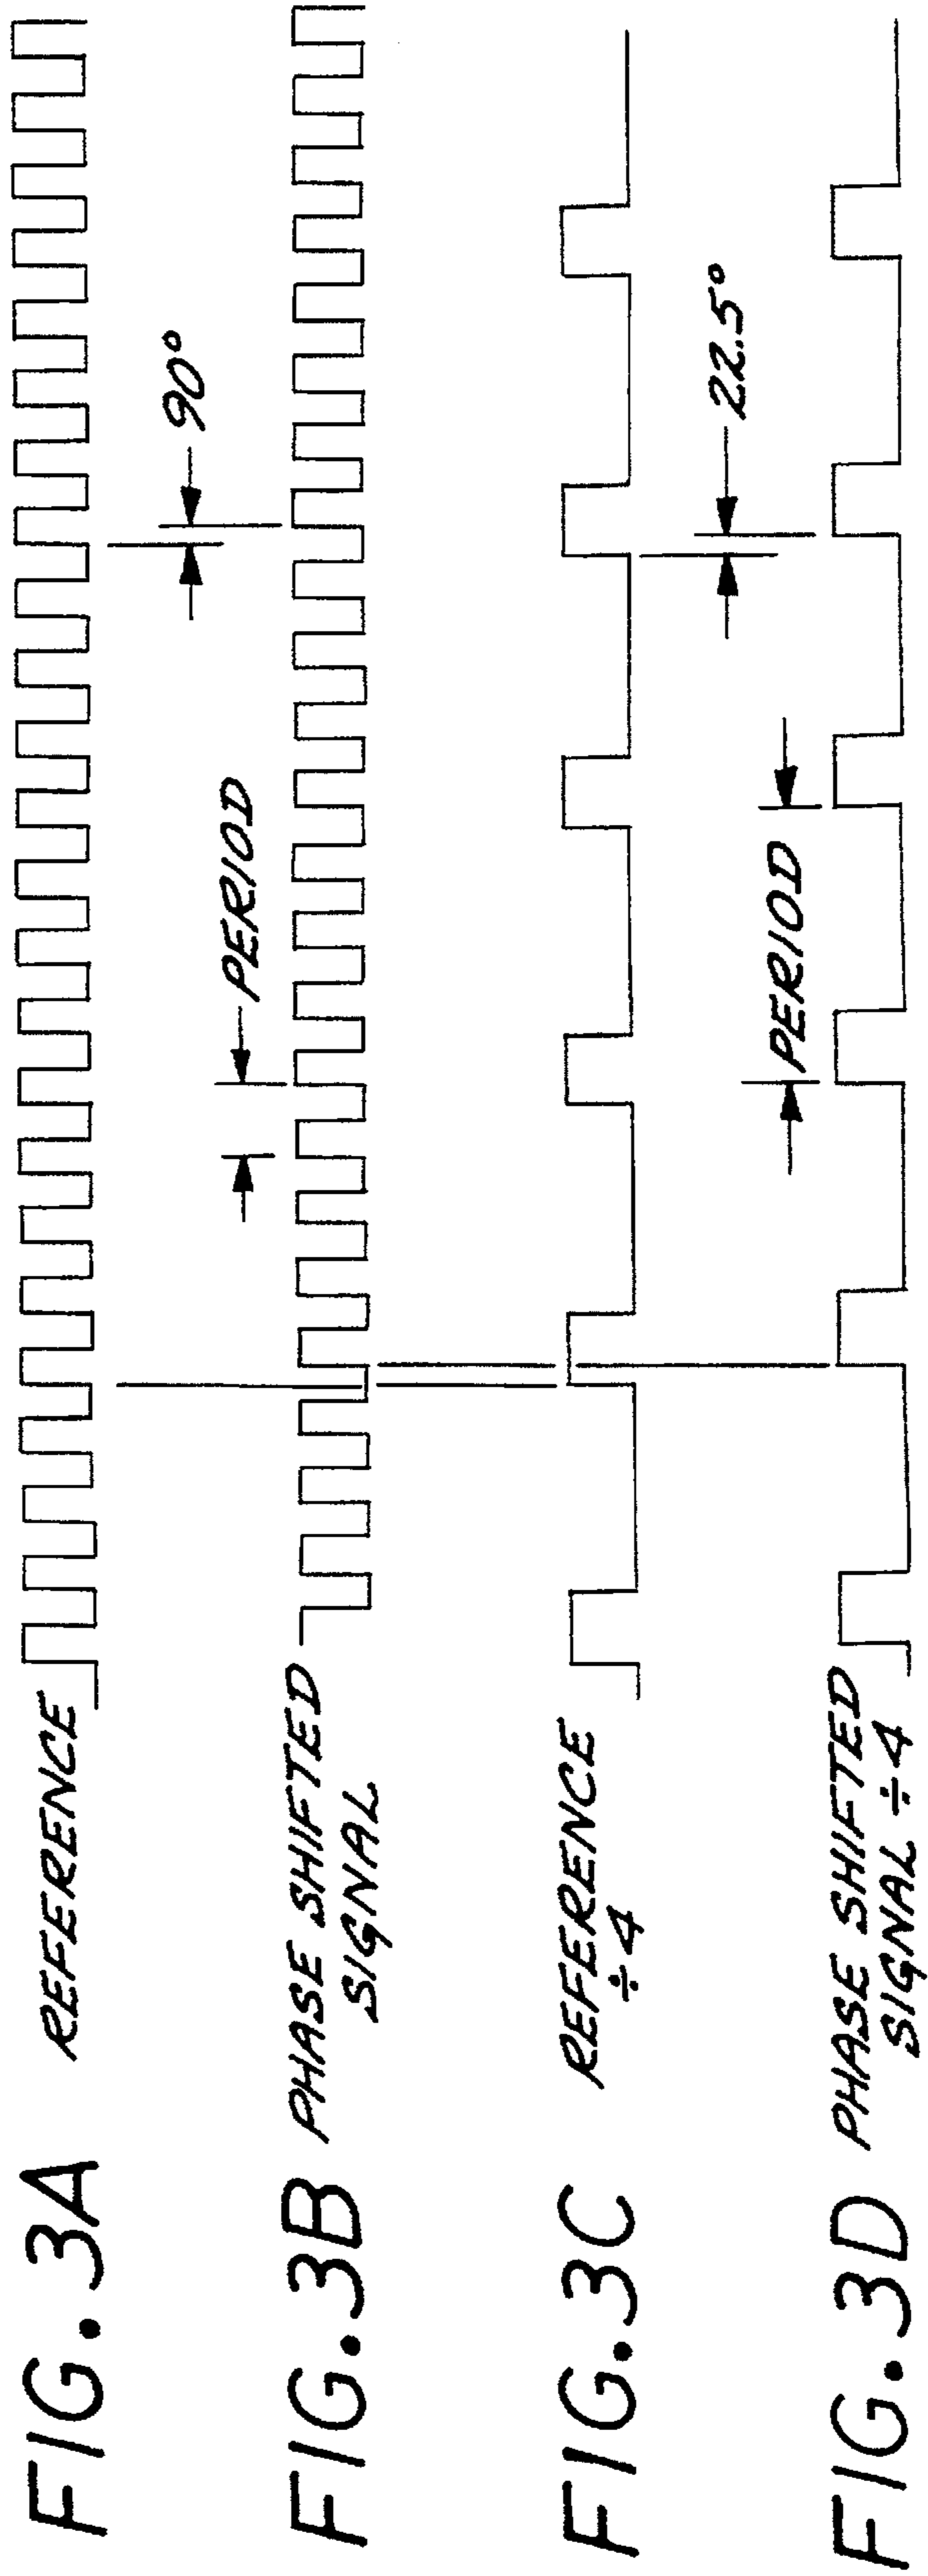 FIG. 3A
REFERENCE
90°
FIG. 3B
PHASE SHIFTED
SIGNAL
PERIOD
FIG. 3C
REFERENCE
÷4
22.5°
FIG. 3D
PHASE SHIFTED
SIGNAL ÷4
PERIOD